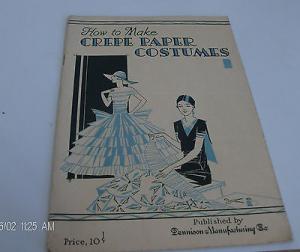 How to Make
CREPE PAPER
COSTUMES
Price, 10¢
Published by
Dennison Manufacturing Co
5/02 11:25 AM